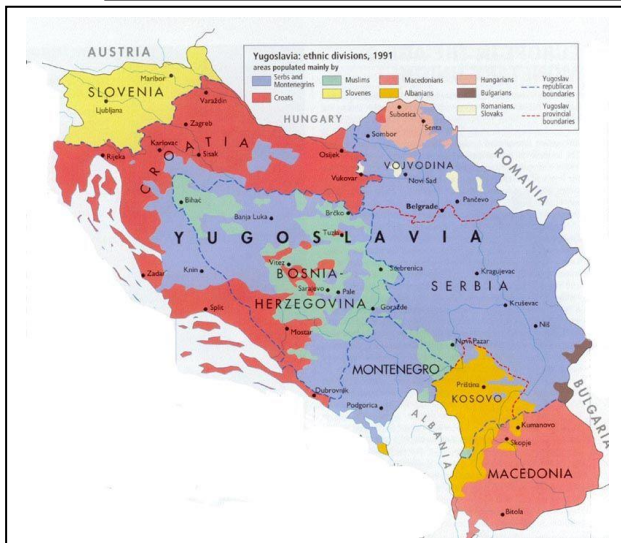 AUSTRIA
Yugoslavia: ethnic divisions, 1991
areas populated mainly by
Serbs and Montenegrins
Croats
Muslims
Slovenes
Macedonians
Albanians
Hungarians
Bulgarians
Romanians, Slovaks
Yugoslav republican boundaries
Yugoslav provincial boundaries
SLOVENIA
Maribor
Ljubljana
Varaždin
Zagreb
CROATIA
HUNGARY
Subotica
Senta
Sombor
Karlovac
Sisak
Rijeka
Osijek
Vukovar
VOJVODINA
Novi Sad
ROMANIA
Pančevo
Belgrade
Bihać
Banja Luka
Brčko
Tuzla
YUGOSLAVIA
Vitez
BOSNIA-
HERZEGOVINA
Srebrenica
Kragujevac
SERBIA
Zadar
Knin
Sarajevo
Pale
Goražde
Kruševac
Split
Mostar
Niš
Novi Pazar
MONTENEGRO
Dubrovnik
Podgorica
Priština
KOSOVO
BULGARIA
ALBANIA
Kumanovo
Skopje
MACEDONIA
Bitola